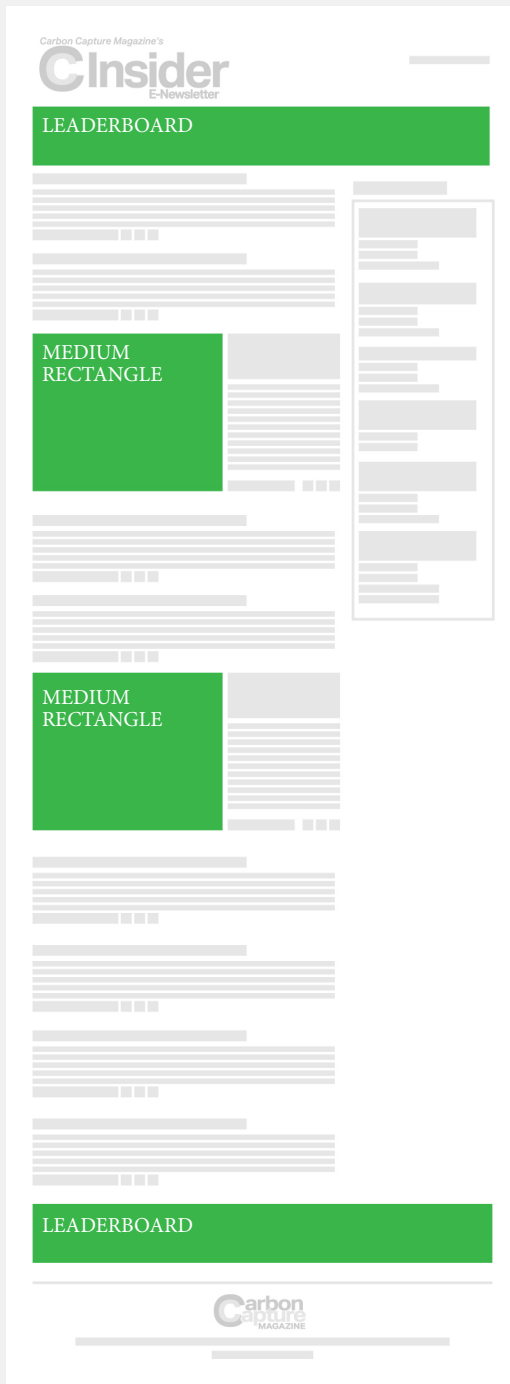 Carbon Capture Magazine's
CInsider
E-Newsletter
LEADERBOARD
MEDIUM
RECTANGLE
MEDIUM
RECTANGLE
LEADERBOARD
Carbon
Capture
MAGAZINE